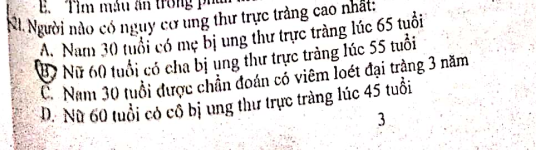 E. Tìm máu ẩn trong
Người nào có nguy cơ ung thư trực tràng cao nhất:
A. Nam 30 tuổi có mẹ bị ung thư trực tràng lúc 65 tuổi
B. Nữ 60 tuổi có cha bị ung thư trực tràng lúc 55 tuổi
C. Nam 30 tuổi được chẩn đoán có viêm loét đại tràng 3 năm
D. Nữ 60 tuổi có cô bị ung thư trực tràng lúc 45 tuổi
3